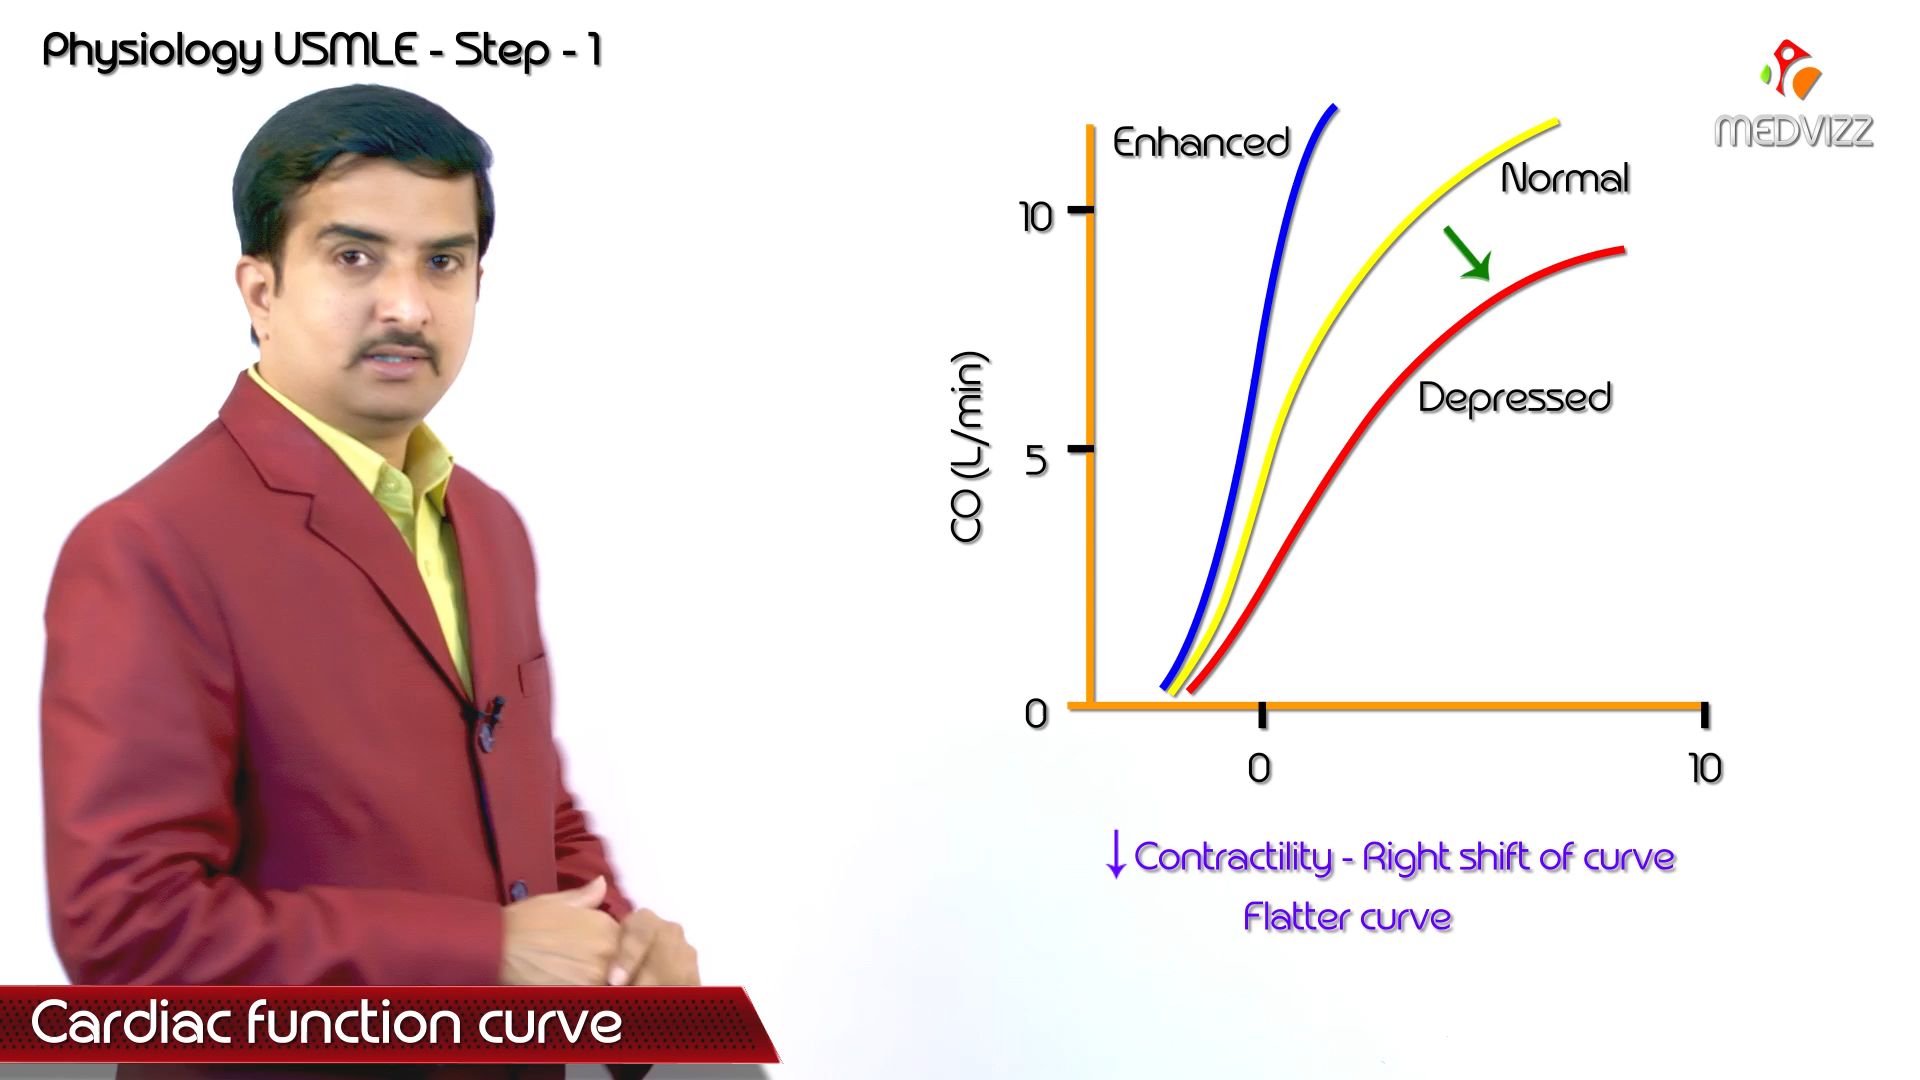 Physiology USMLE - Step - 1
MEDVIZZ
Enhanced
Normal
10
Depressed
CO (L/min)
5
0
0
10
↓ Contractility - Right shift of curve
Flatter curve
Cardiac function curve